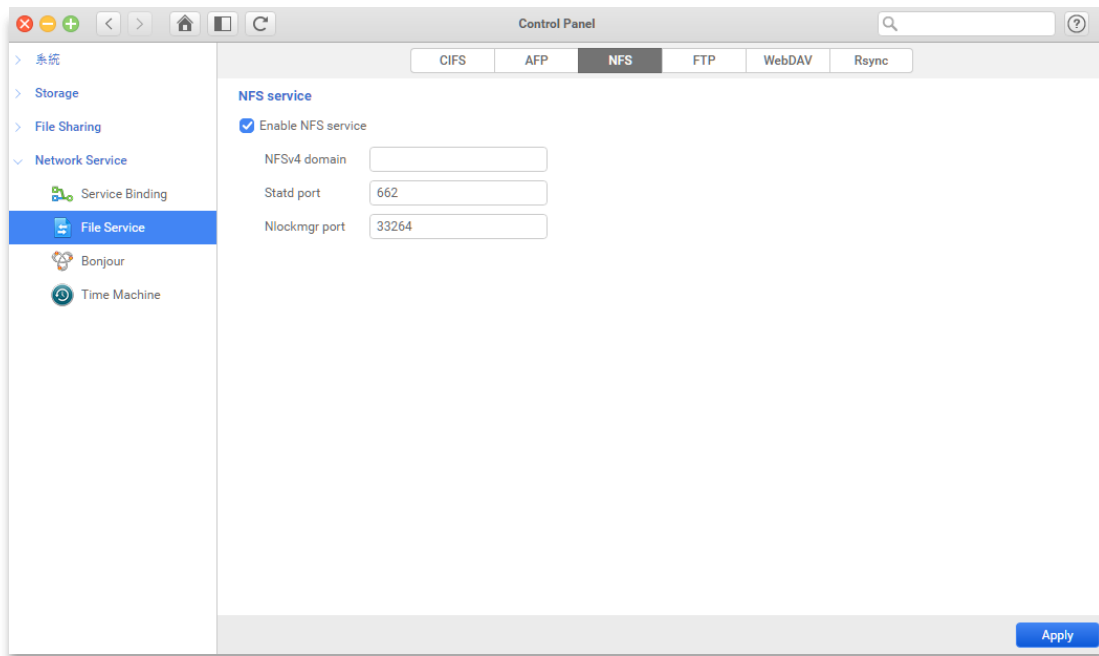 Control Panel
系統
Storage
File Sharing
Network Service
Service Binding
File Service
Bonjour
Time Machine
CIFS AFP NFS FTP WebDAV Rsync
NFS service
Enable NFS service
NFSv4 domain
Statd port 662
Nlockmgr port 33264
Apply